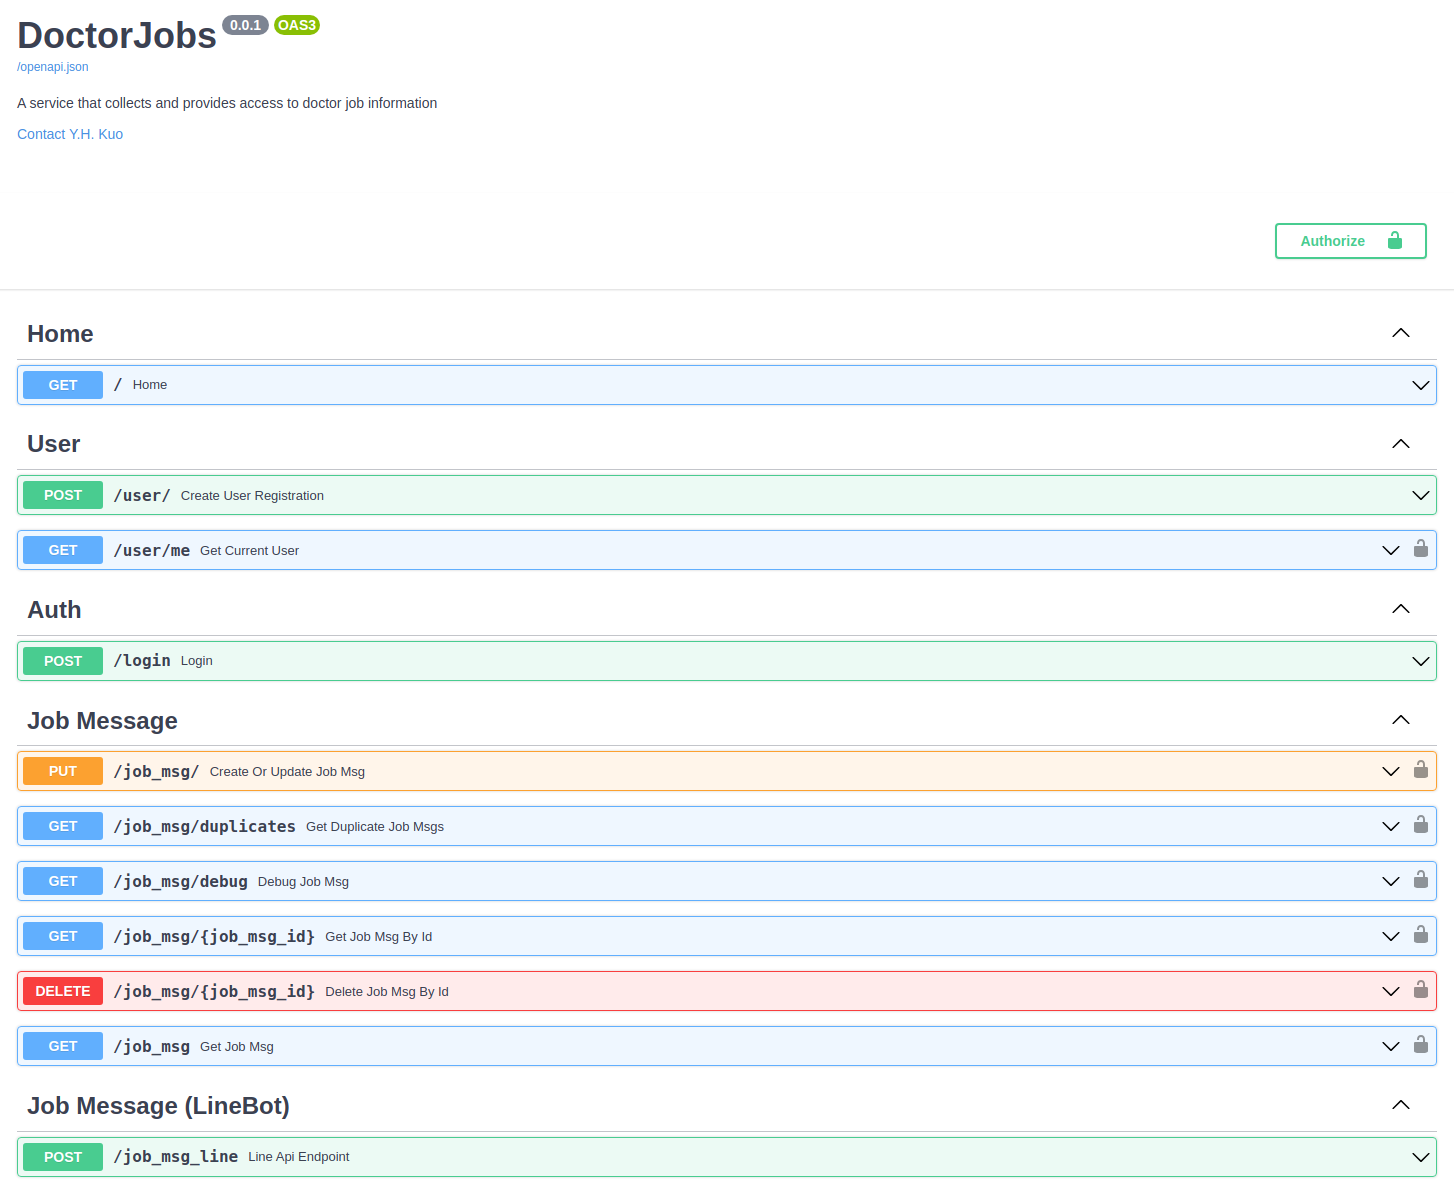 DoctorJobs 0.0.1 OAS3
/openapi.json
A service that collects and provides access to doctor job information
Contact Y.H. Kuo
Authorize
Home
GET / Home
User
POST /user/ Create User Registration
GET /user/me Get Current User
Auth
POST /login Login
Job Message
PUT /job_msg/ Create Or Update Job Msg
GET /job_msg/duplicates Get Duplicate Job Msgs
GET /job_msg/debug Debug Job Msg
GET /job_msg/{job_msg_id} Get Job Msg By Id
DELETE /job_msg/{job_msg_id} Delete Job Msg By Id
GET /job_msg Get Job Msg
Job Message (LineBot)
POST /job_msg_line Line Api Endpoint